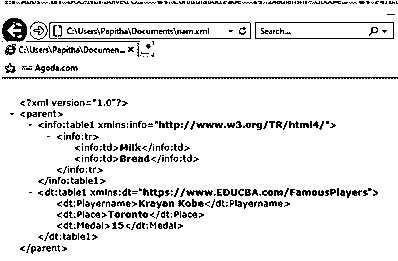 C:\Users\Papitha\Documents\nam.xml
Search...
C:\Users\Papitha\Documen...
Agoda.com
<?xml version="1.0"?>
- <parent>
- <info:table1 xmlns:info="http://www.w3.org/TR/html4/">
- <info:tr>
<info:td>Milk</info:td>
<info:td>Bread</info:td>
</info:tr>
</info:table1>
- <dt:table1 xmlns:dt="https://www.EDUCBA.com/FamousPlayers">
<dt:Playername>Krayan Kobe</dt:Playername>
<dt:Place>Toronto</dt:Place>
<dt:Medal>15</dt:Medal>
</dt:table1>
</parent>